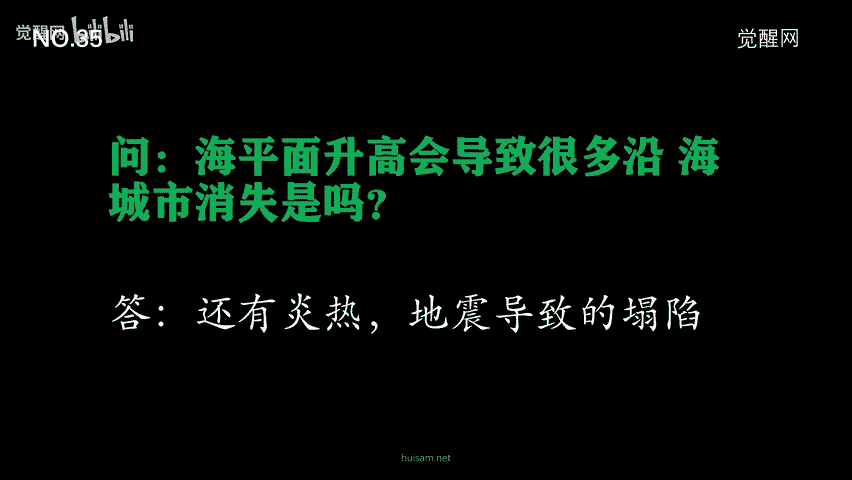 觉醒网 bilibili
NO.35
觉醒网
问：海平面升高会导致很多沿 海
城市消失是吗？
答：还有炎热，地震导致的塌陷
huisam.net